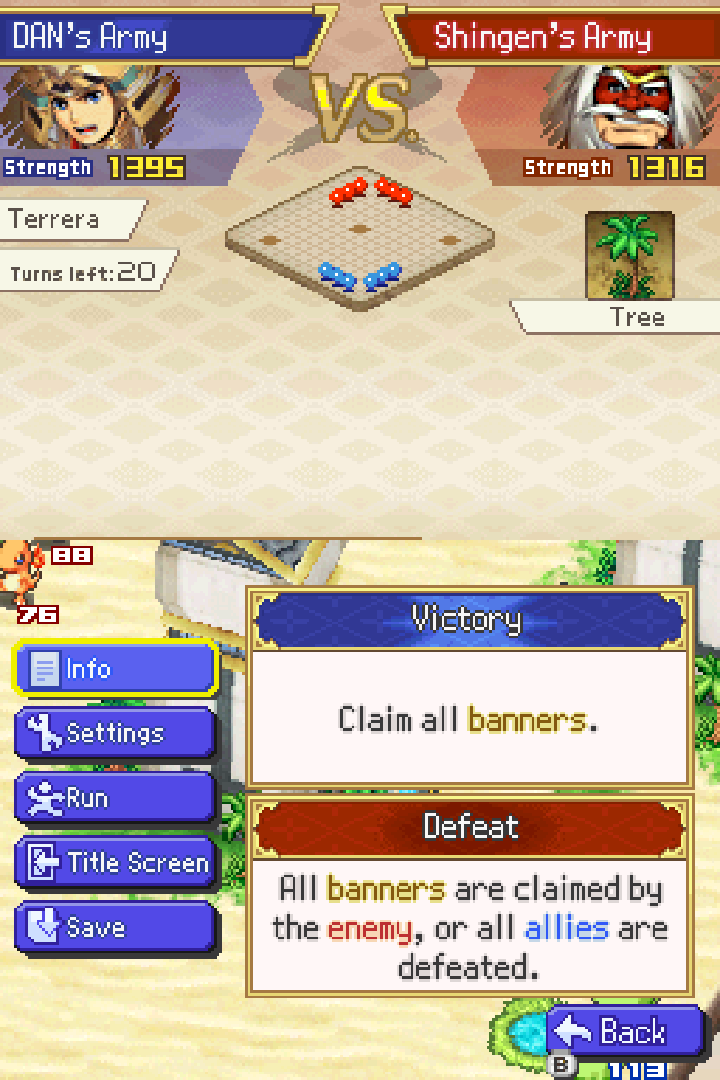 DAN's Army
Shingen's Army
VS.
Strength 1395
Strength 1316
Terrera
Turns left:20
Tree
88
76
Info
Settings
Run
Title Screen
Save
Victory
Claim all banners.
Defeat
All banners are claimed by
the enemy, or all allies are
defeated.
Back
B